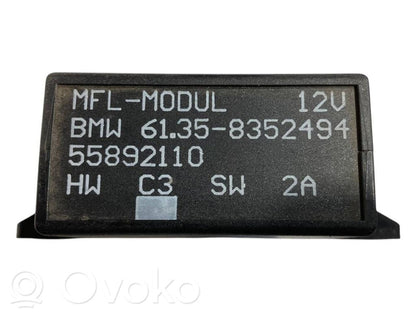 MFL-MODUL 12V
BMW 61.35-8352494
55892110
HW C3 SW 2A
© Ovoko